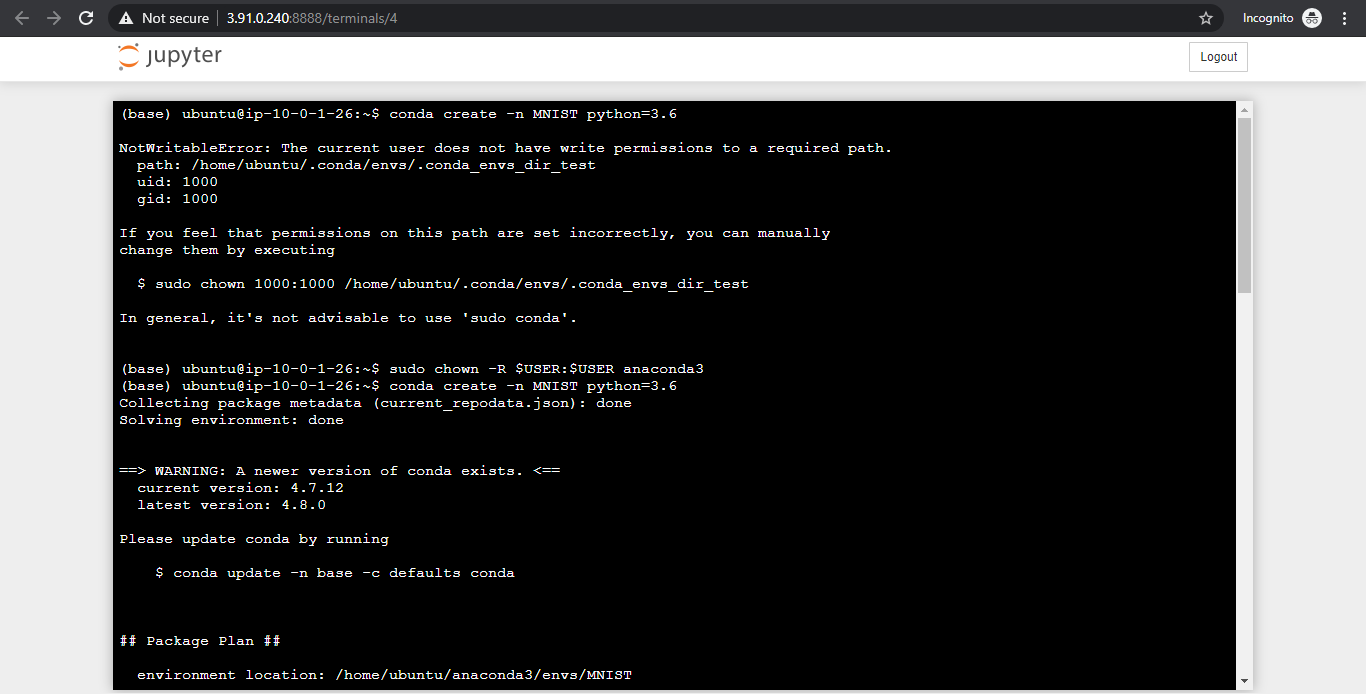 Not secure
3.91.0.240:8888/terminals/4
Incognito
jupyter
Logout
(base) ubuntu@ip-10-0-1-26:~$ conda create -n MNIST python=3.6
NotWritableError: The current user does not have write permissions to a required path.
path: /home/ubuntu/.conda/envs/.conda_envs_dir_test
uid: 1000
gid: 1000
If you feel that permissions on this path are set incorrectly, you can manually
change them by executing
$ sudo chown 1000:1000 /home/ubuntu/.conda/envs/.conda_envs_dir_test
In general, it's not advisable to use 'sudo conda'.
(base) ubuntu@ip-10-0-1-26:~$ sudo chown -R $USER:$USER anaconda3
(base) ubuntu@ip-10-0-1-26:~$ conda create -n MNIST python=3.6
Collecting package metadata (current_repodata.json): done
Solving environment: done
==> WARNING: A newer version of conda exists. <==
current version: 4.7.12
latest version: 4.8.0
Please update conda by running
$ conda update -n base -c defaults conda
## Package Plan ##
environment location: /home/ubuntu/anaconda3/envs/MNIST